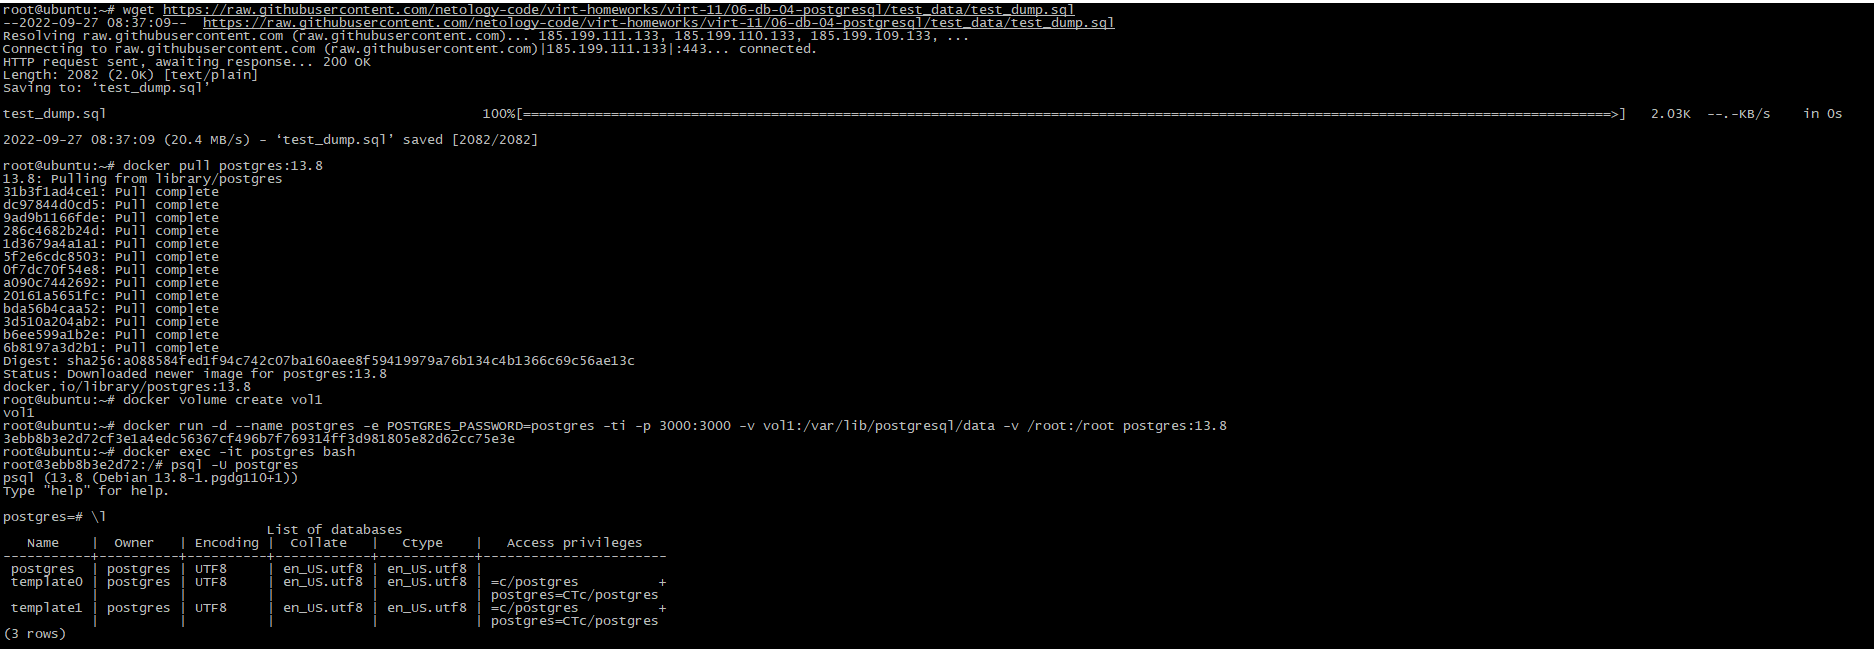 root@ubuntu:~# wget https://raw.githubusercontent.com/netology-code/virt-homeworks/virt-11/06-db-04-postgresql/test_data/test_dump.sql
--2022-09-27 08:37:09--  https://raw.githubusercontent.com/netology-code/virt-homeworks/virt-11/06-db-04-postgresql/test_data/test_dump.sql
Resolving raw.githubusercontent.com (raw.githubusercontent.com)... 185.199.111.133, 185.199.110.133, 185.199.109.133, ...
Connecting to raw.githubusercontent.com (raw.githubusercontent.com)|185.199.111.133|:443... connected.
HTTP request sent, awaiting response... 200 OK
Length: 2082 (2.0K) [text/plain]
Saving to: ‘test_dump.sql’
test_dump.sql 100%[=======================================================================================================================================>] 2.03K --.-KB/s in 0s
2022-09-27 08:37:09 (20.4 MB/s) - ‘test_dump.sql’ saved [2082/2082]
root@ubuntu:~# docker pull postgres:13.8
13.8: Pulling from library/postgres
31b3f1ad4ce1: Pull complete
dc97844d0cd5: Pull complete
9ad9b1166fde: Pull complete
286c4682b24d: Pull complete
1d3679a4a1a1: Pull complete
5f2e6cdc8503: Pull complete
0f7dc70f54e8: Pull complete
a090c7442692: Pull complete
20161a5651fc: Pull complete
bda56b4caa52: Pull complete
3d510a204ab2: Pull complete
b6ee599a1b2e: Pull complete
6b8197a3d2b1: Pull complete
Digest: sha256:a088584fed1f94c742c07ba160aee8f59419979a76b134c4b1366c69c56ae13c
Status: Downloaded newer image for postgres:13.8
docker.io/library/postgres:13.8
root@ubuntu:~# docker volume create vol1
vol1
root@ubuntu:~# docker run -d --name postgres -e POSTGRES_PASSWORD=postgres -ti -p 3000:3000 -v vol1:/var/lib/postgresql/data -v /root:/root postgres:13.8
3ebb8b3e2d72cf3e1a4edc56367cf496b7f769314ff3d981805e82d62cc75e3e
root@ubuntu:~# docker exec -it postgres bash
root@3ebb8b3e2d72:/# psql -U postgres
psql (13.8 (Debian 13.8-1.pgdg110+1))
Type "help" for help.
postgres=# \l
                                 List of databases
   Name    |  Owner   | Encoding |  Collate   |   Ctype    |   Access privileges
-----------+----------+----------+------------+------------+-----------------------
 postgres  | postgres | UTF8     | en_US.utf8 | en_US.utf8 |
 template0 | postgres | UTF8     | en_US.utf8 | en_US.utf8 | =c/postgres          +
           |          |          |            |            | postgres=CTc/postgres
 template1 | postgres | UTF8     | en_US.utf8 | en_US.utf8 | =c/postgres          +
           |          |          |            |            | postgres=CTc/postgres
(3 rows)